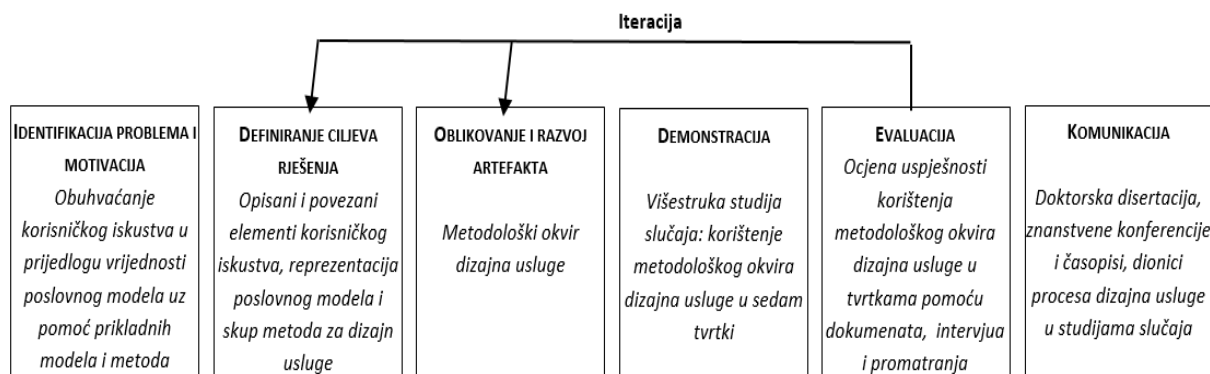 Iteracija
IDENTIFIKACIJA PROBLEMA I
MOTIVACIJA
Obuhvaćanje
korisničkog iskustva u
prijedlogu vrijednosti
poslovnog modela uz
pomoć prikladnih
modela i metoda
DEFINIRANJE CILJEVA
RJEŠENJA
Opisani i povezani
elementi korisničkog
iskustva, reprezentacija
poslovnog modela i
skup metoda za dizajn
usluge
OBLIKOVANJE I RAZVOJ
ARTEFAKTA
Metodološki okvir
dizajna usluge
DEMONSTRACIJA
Višestruka studija
slučaja: korištenje
metodološkog okvira
dizajna usluge u sedam
tvrtki
EVALUACIJA
Ocjena uspješnosti
korištenja
metodološkog okvira
dizajna usluge u
tvrtkama pomoću
dokumenata, intervjua
i promatranja
KOMUNIKACIJA
Doktorska disertacija,
znanstvene konferencije
i časopisi, dionici
procesa dizajna usluge
u studijama slučaja